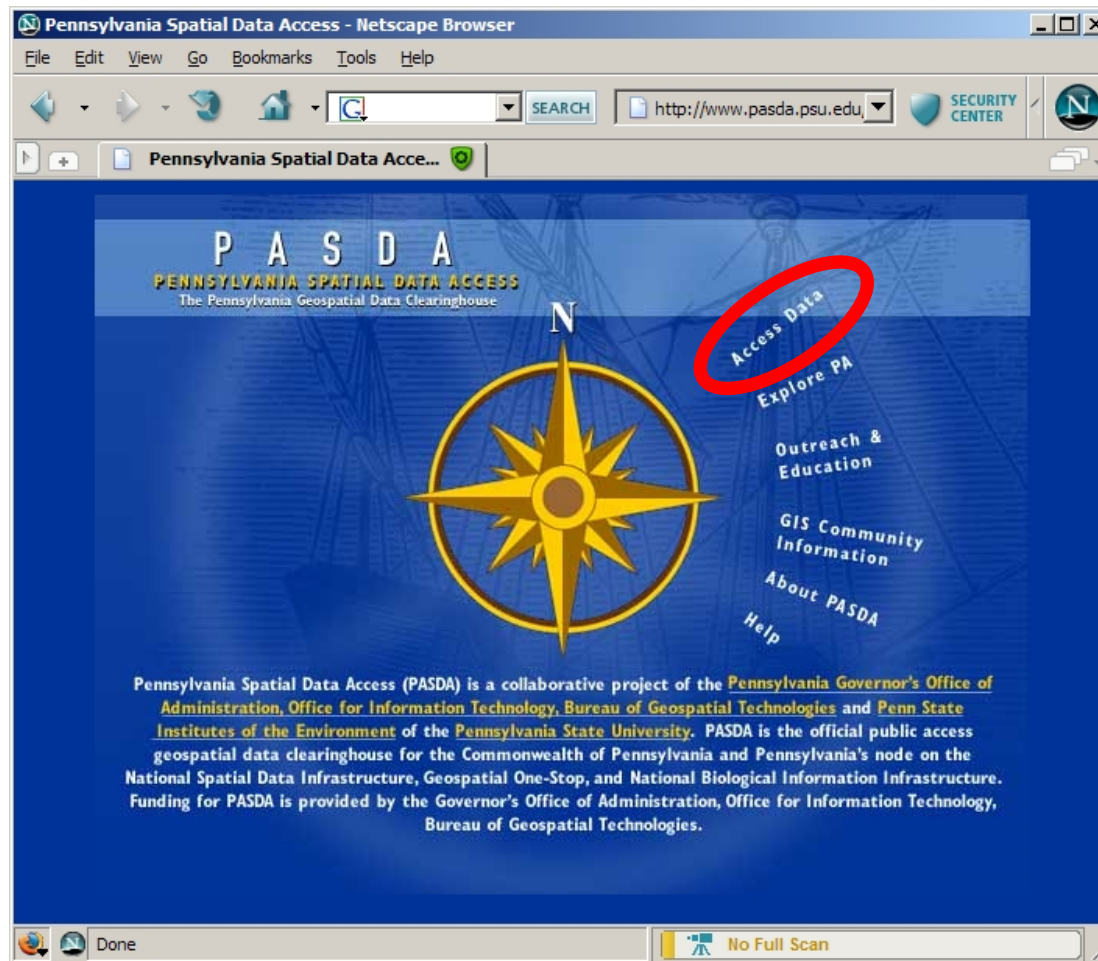 Pennsylvania Spatial Data Access - Netscape Browser
File Edit View Go Bookmarks Tools Help
SEARCH http://www.pasda.psu.edu, SECURITY CENTER N
Pennsylvania Spatial Data Acce...
P A S D A
PENNSYLVANIA SPATIAL DATA ACCESS
The Pennsylvania Geospatial Data Clearinghouse
N
Access Data
Explore PA
Outreach &
Education
GIS Community
Information
About PASDA
Help
Pennsylvania Spatial Data Access (PASDA) is a collaborative project of the Pennsylvania Governor's Office of
Administration, Office for Information Technology, Bureau of Geospatial Technologies and Penn State
Institutes of the Environment of the Pennsylvania State University. PASDA is the official public access
geospatial data clearinghouse for the Commonwealth of Pennsylvania and Pennsylvania's node on the
National Spatial Data Infrastructure, Geospatial One-Stop, and National Biological Information Infrastructure.
Funding for PASDA is provided by the Governor's Office of Administration, Office for Information Technology,
Bureau of Geospatial Technologies.
Done No Full Scan